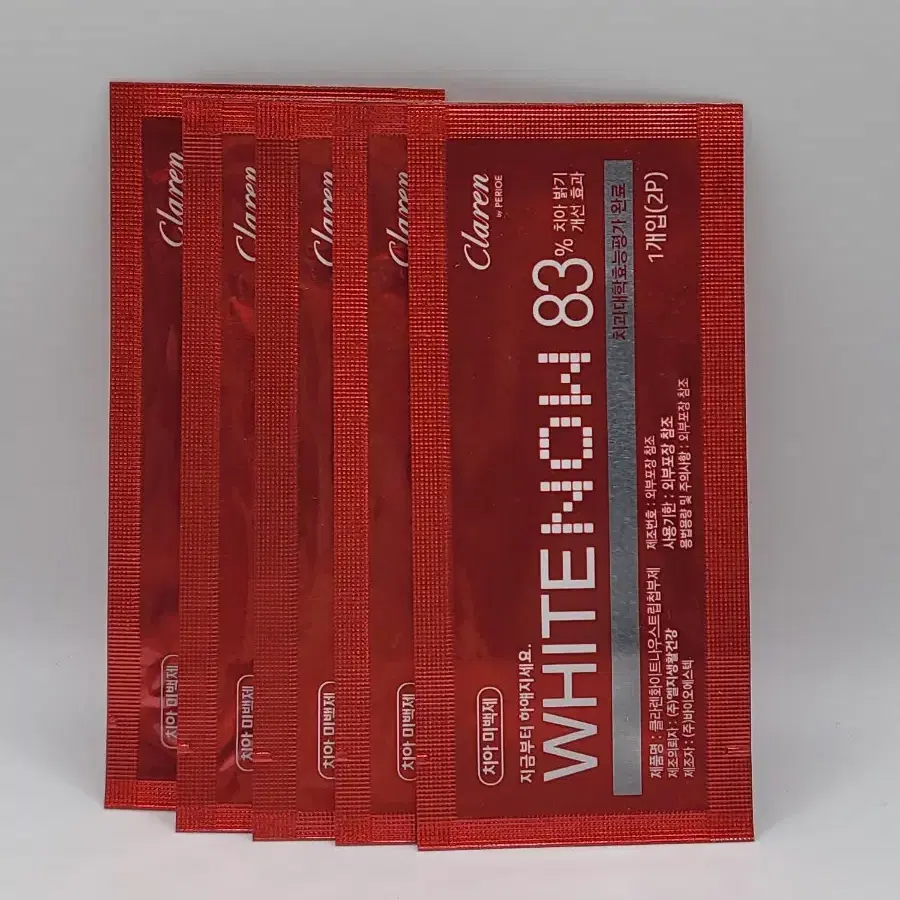 Claren
Claren
Claren
Claren
치아 미백제
치아 미백제
치아 미백제
치아 미백제
치아 미백제
Claren
by PERIOE
지금부터 하얘지세요.
WHITENOW 83%
치아 밝기
개선 효과
치과대학효능평가 완료
1개입(2P)
제품명 : 클라렌화이트나우스트립첩부제
제조의뢰자 : (주)엘지생활건강
제조자 : (주)바이오에스텍
제조번호 : 외부포장 참조
사용기한 : 외부포장 참조
용법용량 및 주의사항 : 외부포장 참조